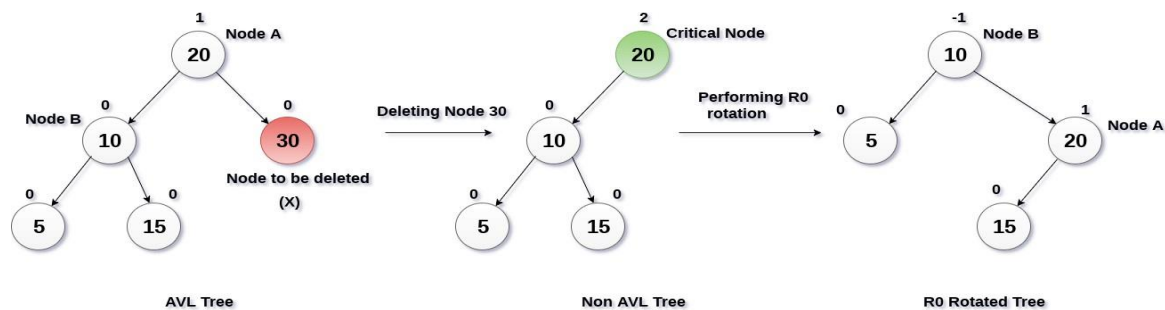 1
Node A
20
0
0
Node B
10
30
Node to be deleted
(X)
0
0
5
15
AVL Tree
Deleting Node 30
2
Critical Node
20
0
10
0
0
5
15
Non AVL Tree
Performing R0
rotation
-1
Node B
10
0
1
5
20
Node A
0
15
R0 Rotated Tree